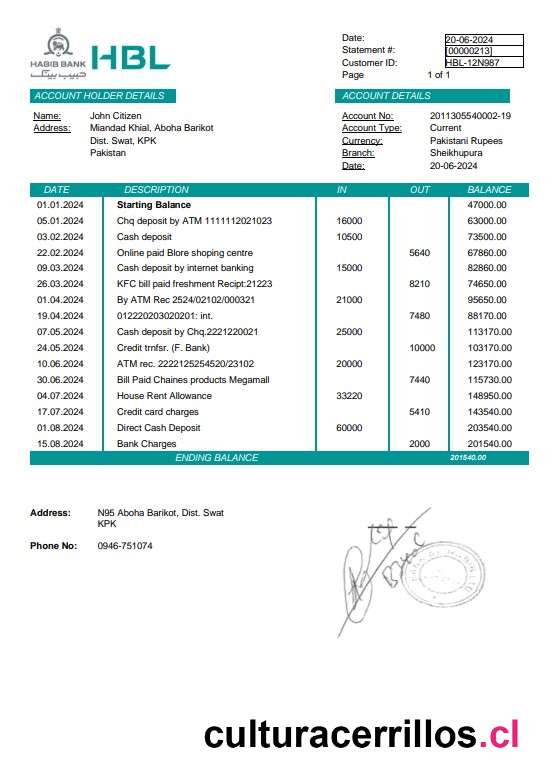 Date: 20-06-2024
Statement #: [00000213]
Customer ID: HBL-12N987
Page 1 of 1
HABIB BANK HBL
حبیب بینک
ACCOUNT HOLDER DETAILS ACCOUNT DETAILS
Name: John Citizen Account No: 2011305540002-19
Address: Miandad Khial, Aboha Barikot Account Type: Current
Dist. Swat, KPK Currency: Pakistani Rupees
Pakistan Branch: Sheikhupura
Date: 20-06-2024
DATE DESCRIPTION IN OUT BALANCE
01.01.2024 Starting Balance 47000.00
05.01.2024 Chq deposit by ATM 1111112021023 16000 63000.00
03.02.2024 Cash deposit 10500 73500.00
22.02.2024 Online paid Blore shoping centre 5640 67860.00
09.03.2024 Cash deposit by internet banking 15000 82860.00
26.03.2024 KFC bill paid freshment Recipt:21223 8210 74650.00
01.04.2024 By ATM Rec 2524/02102/000321 21000 95650.00
19.04.2024 012220203020201: int. 7480 88170.00
07.05.2024 Cash deposit by Chq.2221220021 25000 113170.00
24.05.2024 Credit trnfsr. (F. Bank) 10000 103170.00
10.06.2024 ATM rec. 2222125254520/23102 20000 123170.00
30.06.2024 Bill Paid Chaines products Megamall 7440 115730.00
04.07.2024 House Rent Allowance 33220 148950.00
17.07.2024 Credit card charges 5410 143540.00
01.08.2024 Direct Cash Deposit 60000 203540.00
15.08.2024 Bank Charges 2000 201540.00
ENDING BALANCE 201540.00
Address: N95 Aboha Barikot, Dist. Swat
KPK
Phone No: 0946-751074
culturacerrillos.cl